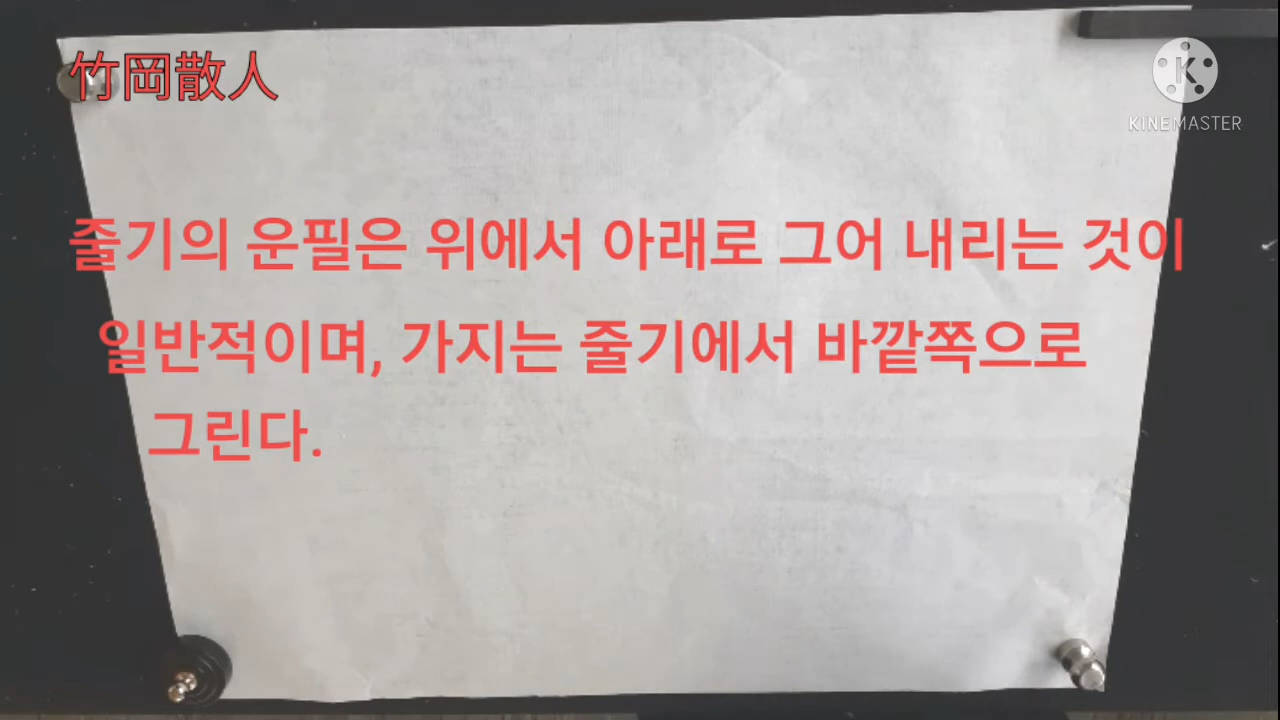 竹岡散人
KINEMASTER
줄기의 운필은 위에서 아래로 그어 내리는 것이
일반적이며, 가지는 줄기에서 바깥쪽으로
그린다.